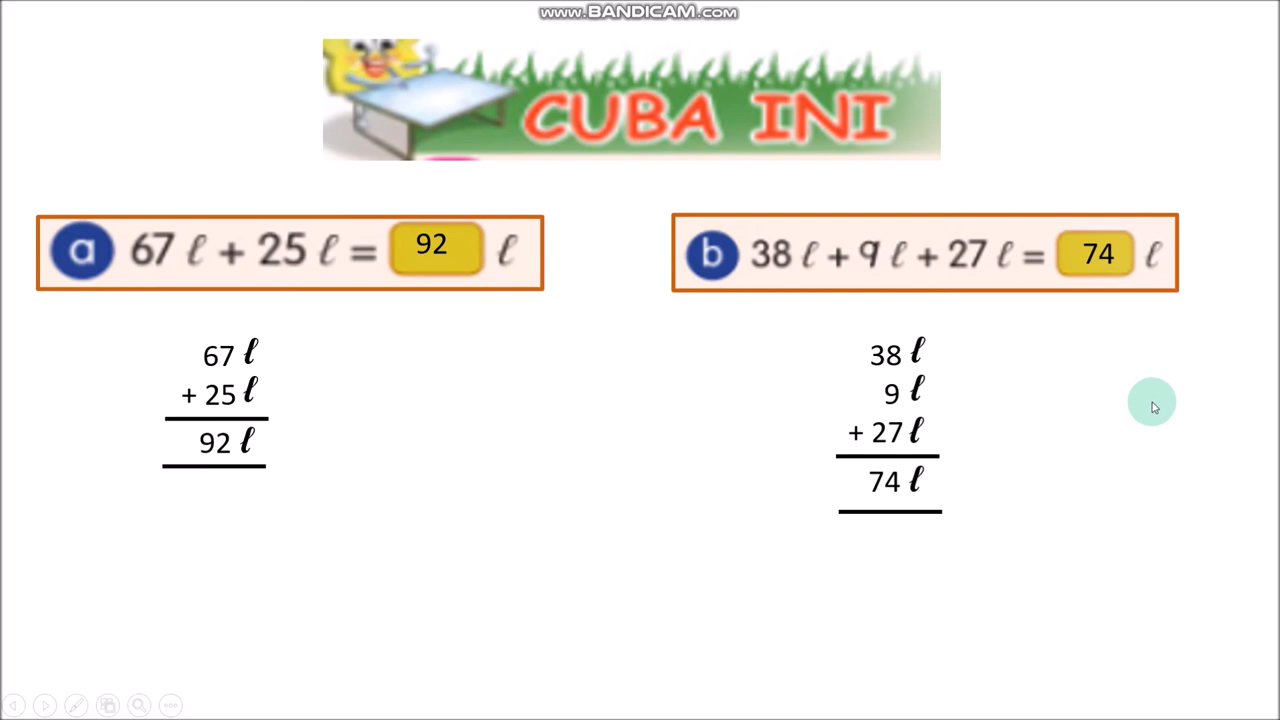 WWW.BANDICAM.COM
CUBA INI
a 67 ℓ + 25 ℓ = 92 ℓ
67 ℓ
+ 25 ℓ
92 ℓ
b 38 ℓ + 9 ℓ + 27 ℓ = 74 ℓ
38 ℓ
9 ℓ
+ 27 ℓ
74 ℓ